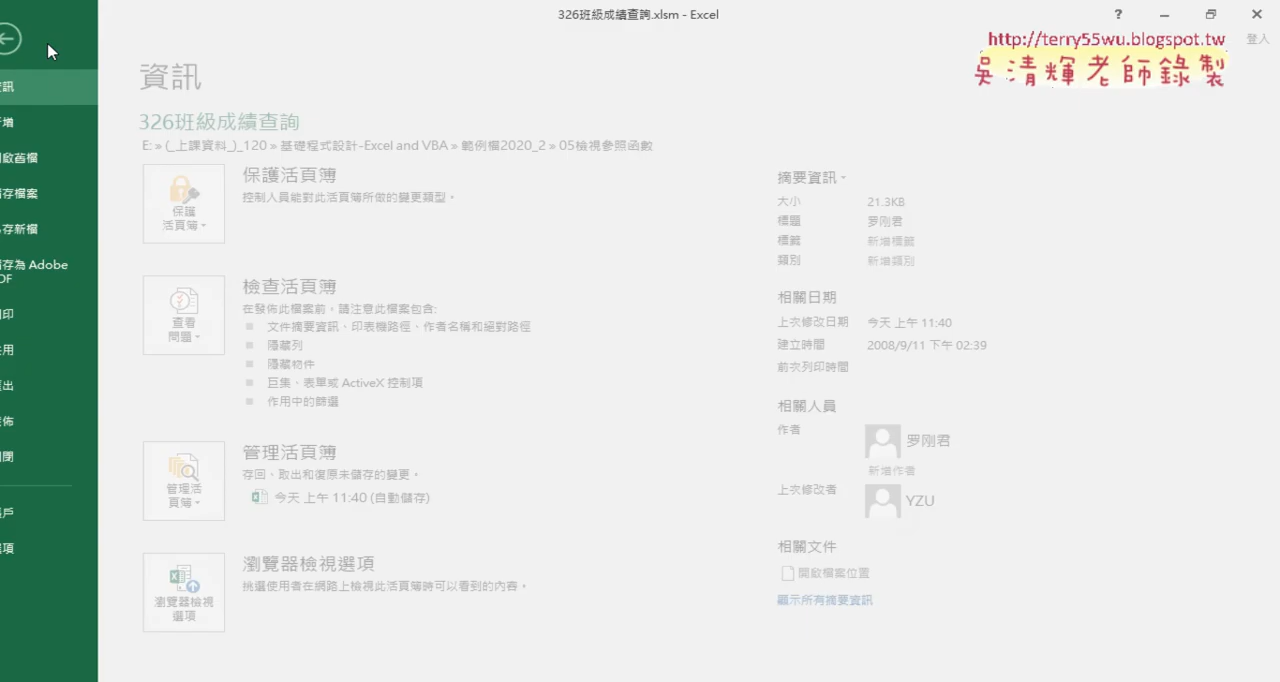 326班級成績查詢.xlsm - Excel
?
http://terry55wu.blogspot.tw
登入
吳清輝老師錄製
資訊
訊
增
啟舊檔
存檔案
存新檔
存為 Adobe
DF
印
用
出
佈
閉
戶
項
326班級成績查詢
E: » (_上課資料_)_120 » 基礎程式設計-Excel and VBA » 範例檔2020_2 » 05檢視參照函數
保護
活頁簿
保護活頁簿
控制人員能對此活頁簿所做的變更類型。
查看
問題
檢查活頁簿
在發佈此檔案前，請注意此檔案包含:
文件摘要資訊、印表機路徑、作者名稱和絕對路徑
隱藏列
隱藏物件
巨集、表單或 ActiveX 控制項
作用中的篩選
管理活
頁簿
管理活頁簿
存回、取出和復原未儲存的變更。
今天 上午 11:40 (自動儲存)
瀏覽器檢視
選項
瀏覽器檢視選項
挑選使用者在網路上檢視此活頁簿時可以看到的內容。
摘要資訊
大小 21.3KB
標題 罗刚君
標籤 新增標籤
類別 新增類別
相關日期
上次修改日期 今天 上午 11:40
建立時間 2008/9/11 下午 02:39
前次列印時間
相關人員
作者 罗刚君
新增作者
上次修改者 YZU
相關文件
開啟檔案位置
顯示所有摘要資訊